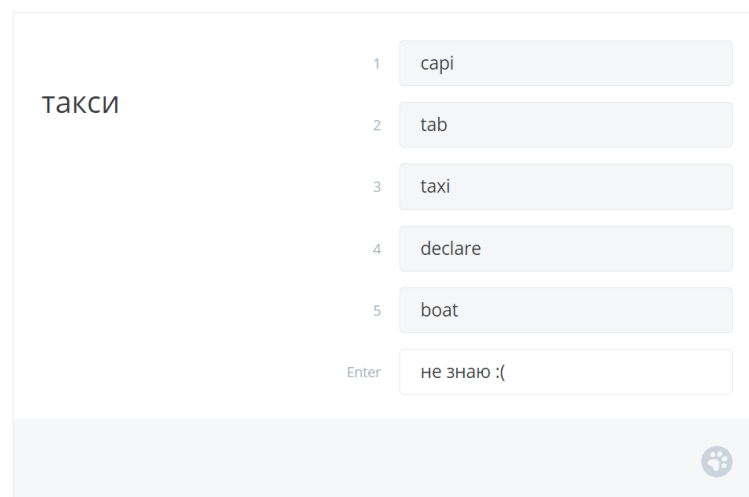 такси
1 capi
2 tab
3 taxi
4 declare
5 boat
Enter не знаю :(